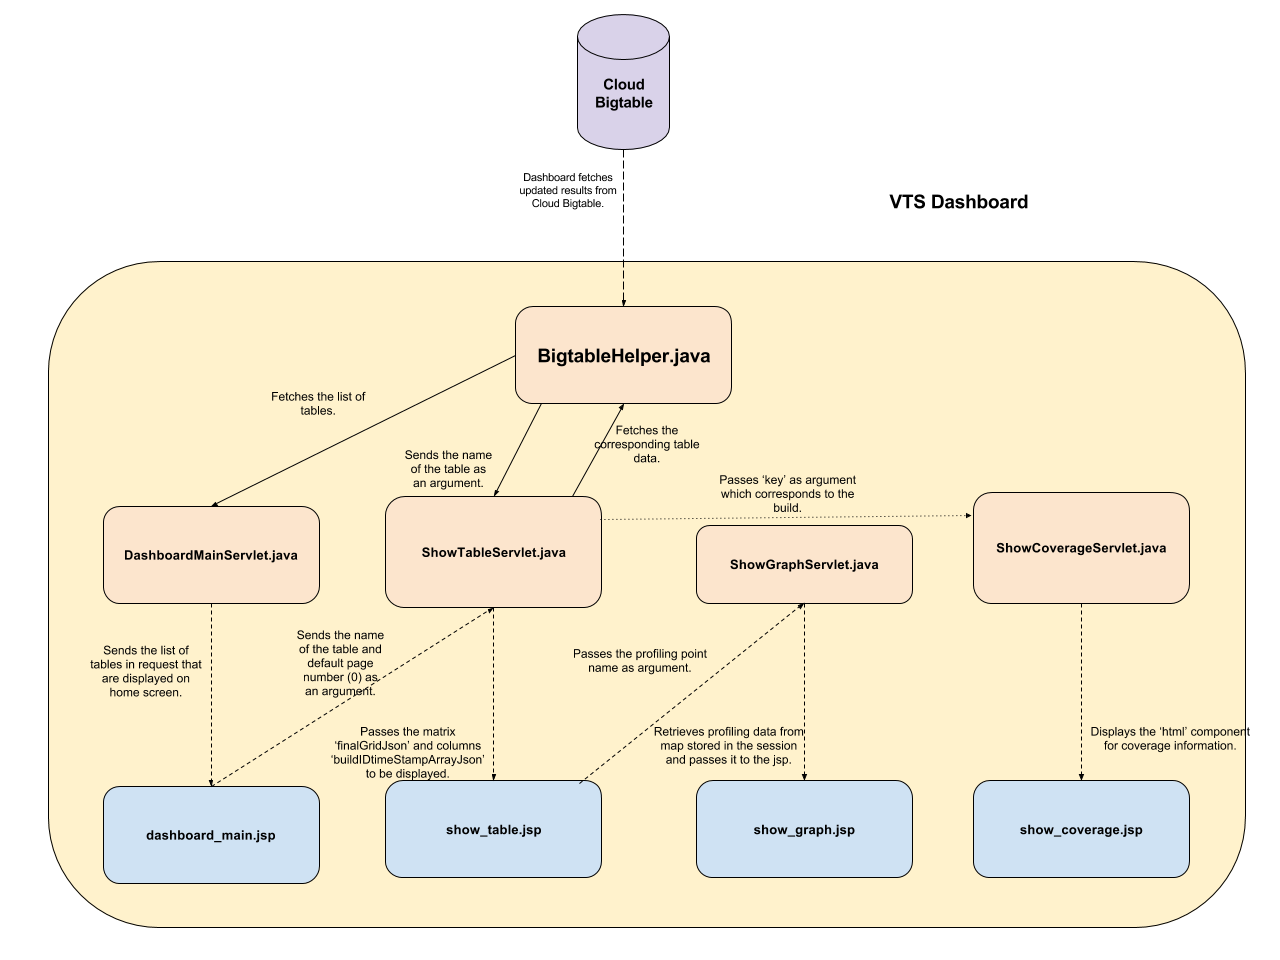 Cloud
Bigtable
Dashboard fetches
updated results from
Cloud Bigtable.
VTS Dashboard
BigtableHelper.java
Fetches the list of
tables.
Sends the name
of the table as
an argument.
Fetches the
corresponding table
data.
Passes ‘key’ as argument
which corresponds to the
build.
DashboardMainServlet.java
ShowTableServlet.java
ShowGraphServlet.java
ShowCoverageServlet.java
Sends the list of
tables in request that
are displayed on
home screen.
Sends the name
of the table and
default page
number (0) as
an argument.
Passes the profiling point
name as argument.
Passes the matrix
‘finalGridJson’ and columns
‘buildIDtimeStampArrayJson’
to be displayed.
Retrieves profiling data from
map stored in the session
and passes it to the jsp.
Displays the ‘html’ component
for coverage information.
dashboard_main.jsp
show_table.jsp
show_graph.jsp
show_coverage.jsp